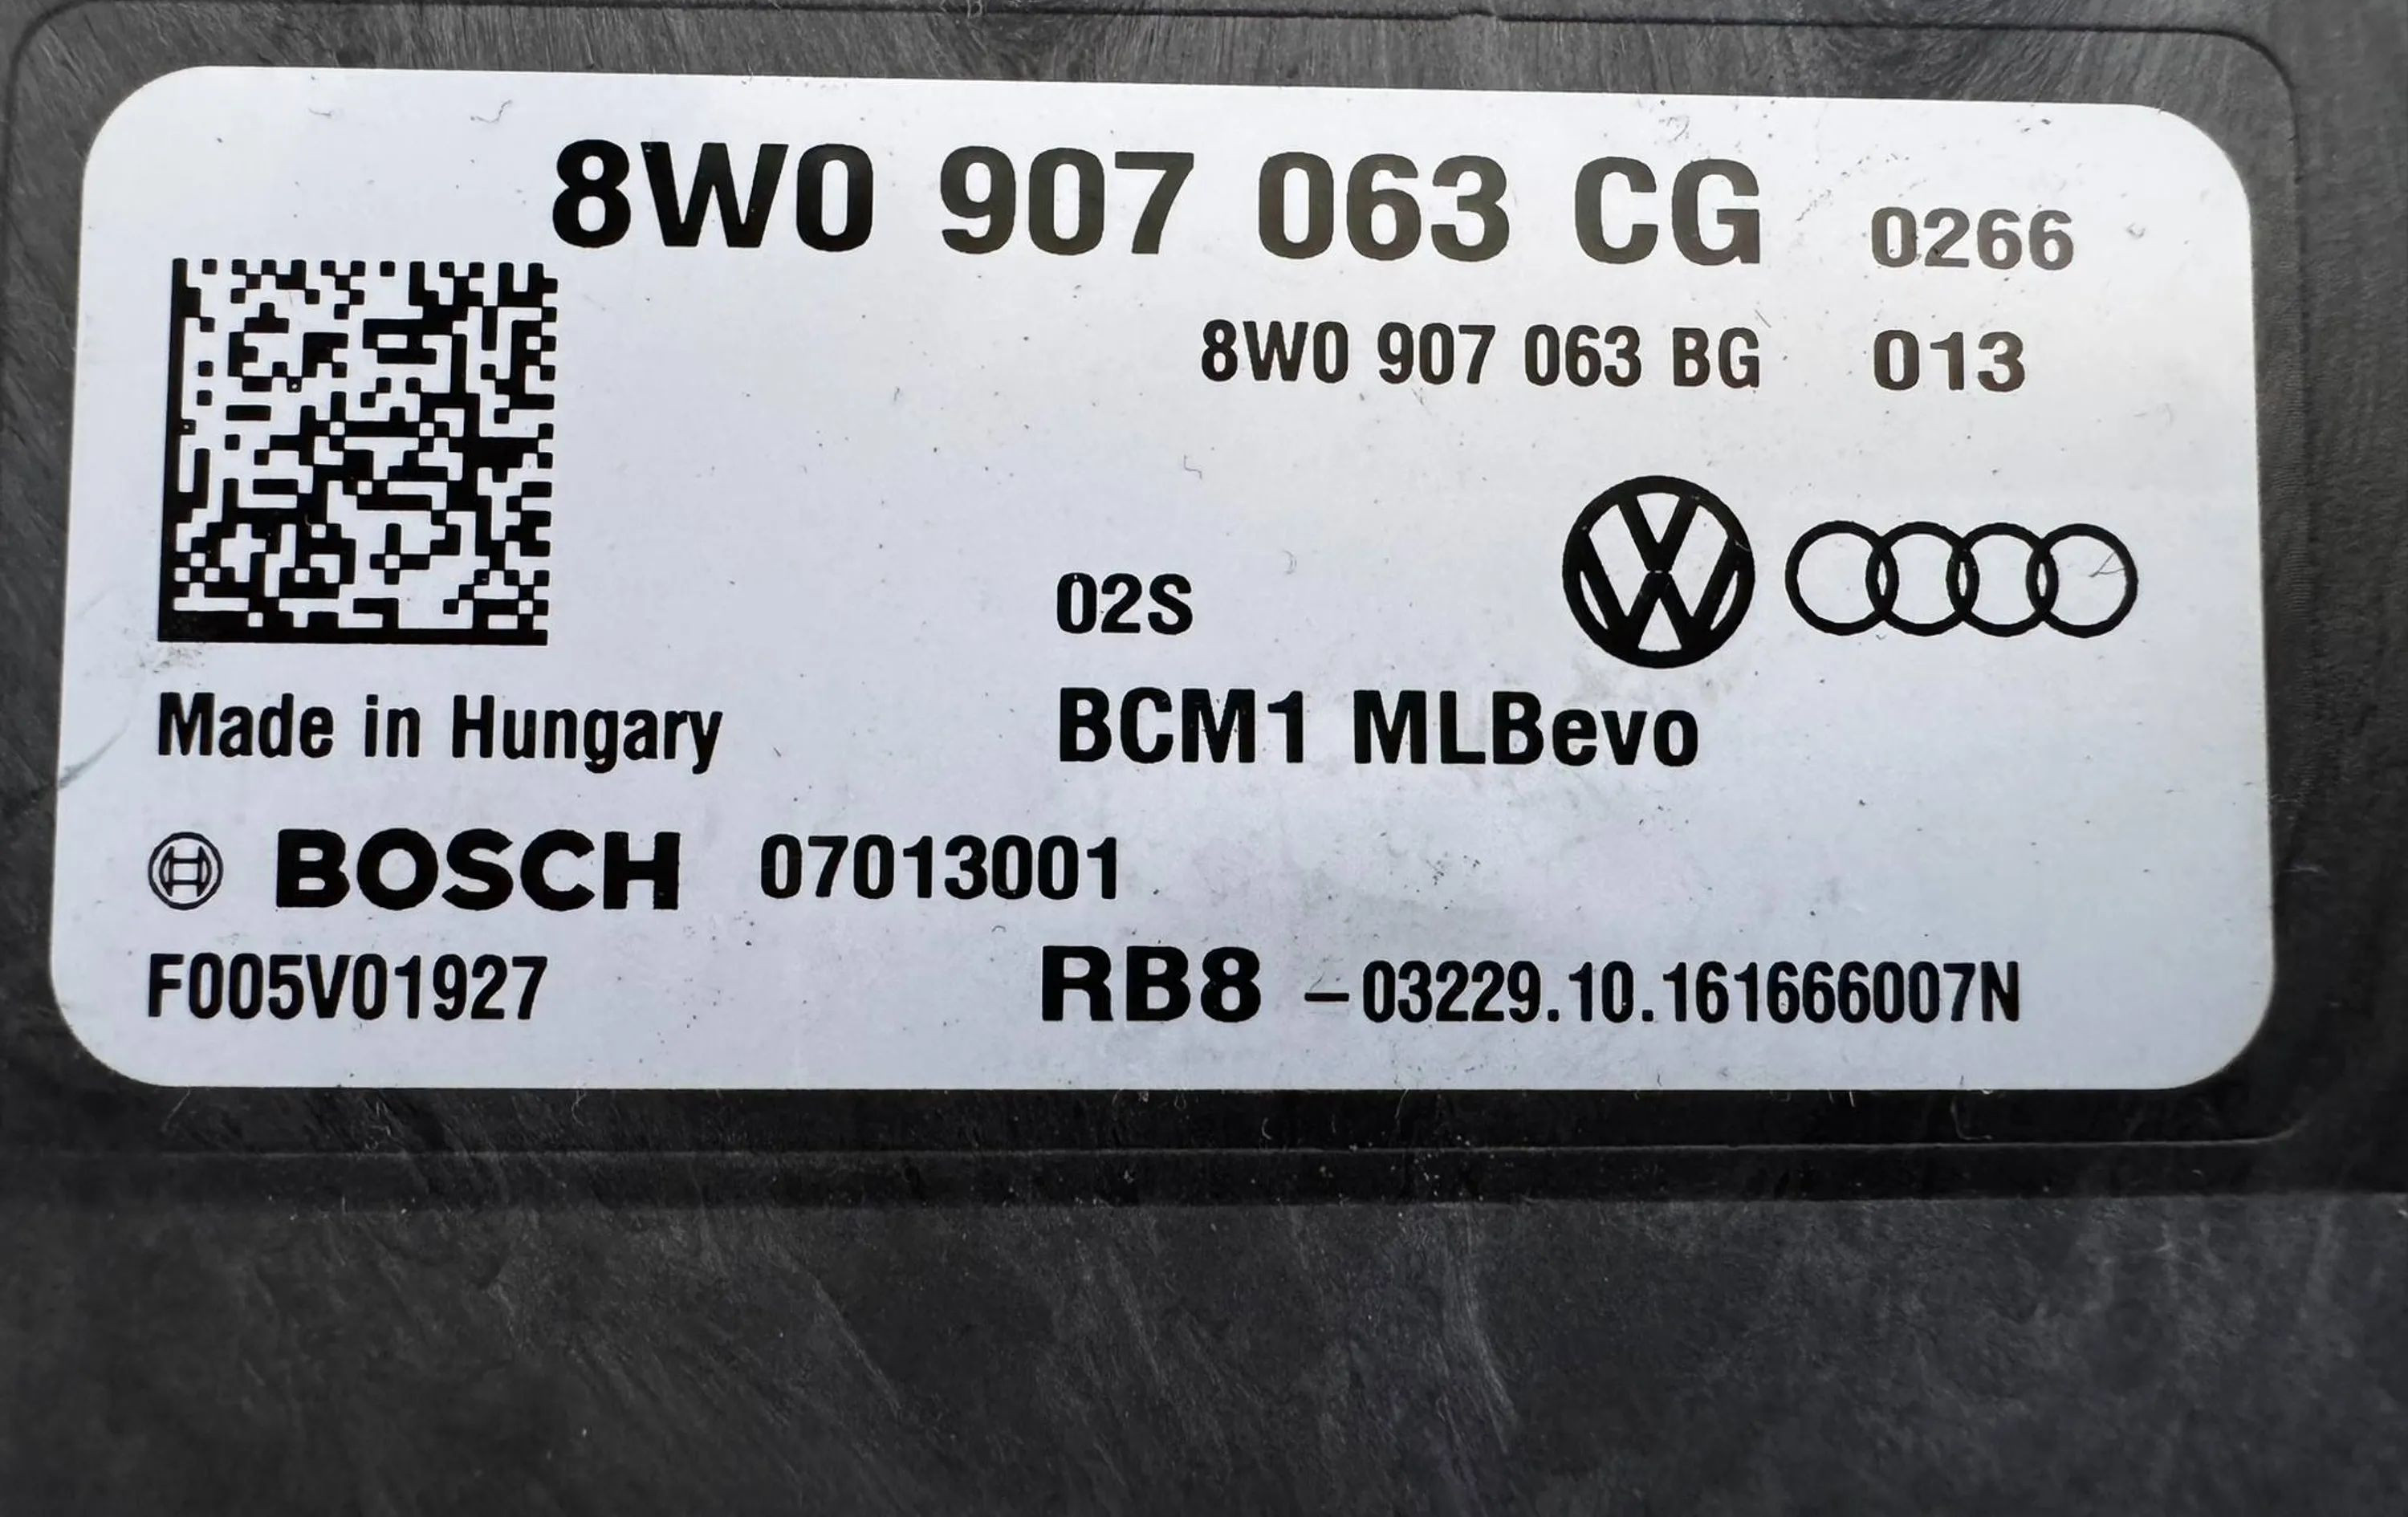 8W0 907 063 CG 0266
8W0 907 063 BG 013
02S
Made in Hungary BCM1 MLBevo
BOSCH 07013001
F005V01927 RB8 –03229.10.161666007N